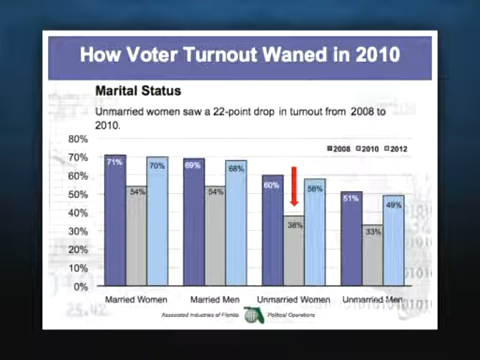 How Voter Turnout Waned in 2010
Marital Status
Unmarried women saw a 22-point drop in turnout from 2008 to
2010.
80%
70%
60%
50%
40%
30%
20%
10%
0%
2008 2010 2012
71% 54% 70%
69% 54% 68%
60% 38% 58%
51% 33% 49%
Married Women Married Men Unmarried Women Unmarried Men
Associated Industries of Florida Political Operations
25.42